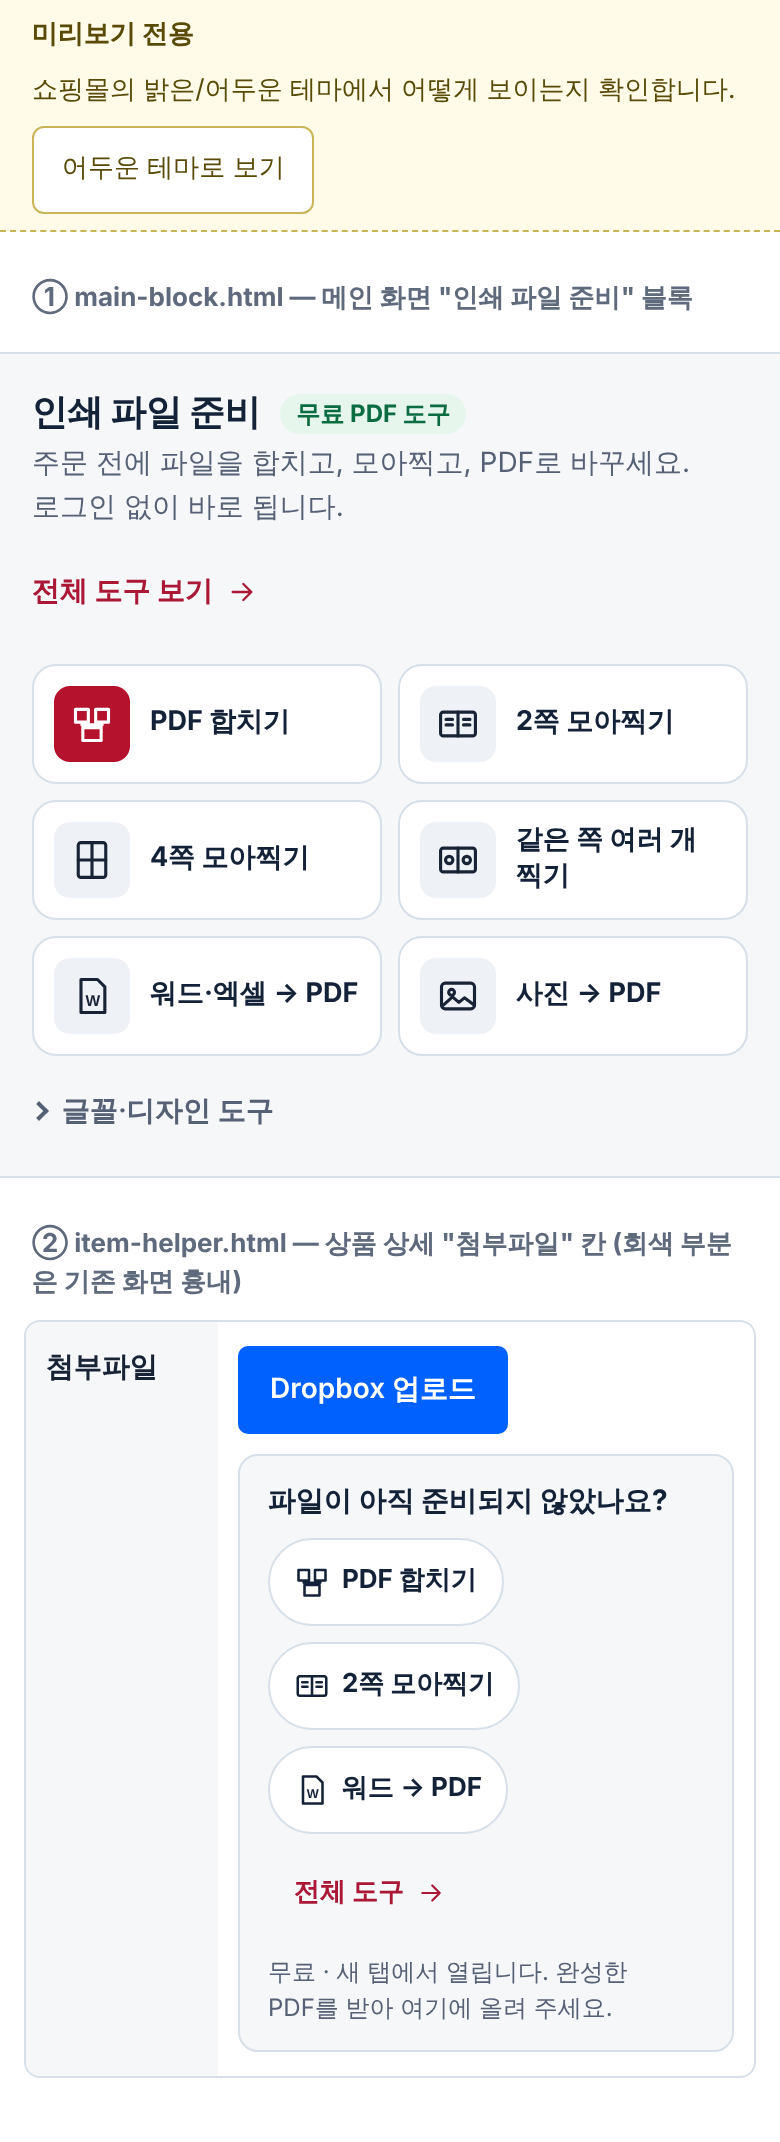 미리보기 전용
쇼핑몰의 밝은/어두운 테마에서 어떻게 보이는지 확인합니다.
어두운 테마로 보기
① main-block.html — 메인 화면 "인쇄 파일 준비" 블록
인쇄 파일 준비 무료 PDF 도구
주문 전에 파일을 합치고, 모아찍고, PDF로 바꾸세요.
로그인 없이 바로 됩니다.
전체 도구 보기 →
PDF 합치기
2쪽 모아찍기
4쪽 모아찍기
같은 쪽 여러 개
찍기
W
워드·엑셀 → PDF
사진 → PDF
글꼴·디자인 도구
② item-helper.html — 상품 상세 "첨부파일" 칸 (회색 부분
은 기존 화면 흉내)
첨부파일
Dropbox 업로드
파일이 아직 준비되지 않았나요?
PDF 합치기
2쪽 모아찍기
W 워드 → PDF
전체 도구 →
무료 · 새 탭에서 열립니다. 완성한
PDF를 받아 여기에 올려 주세요.